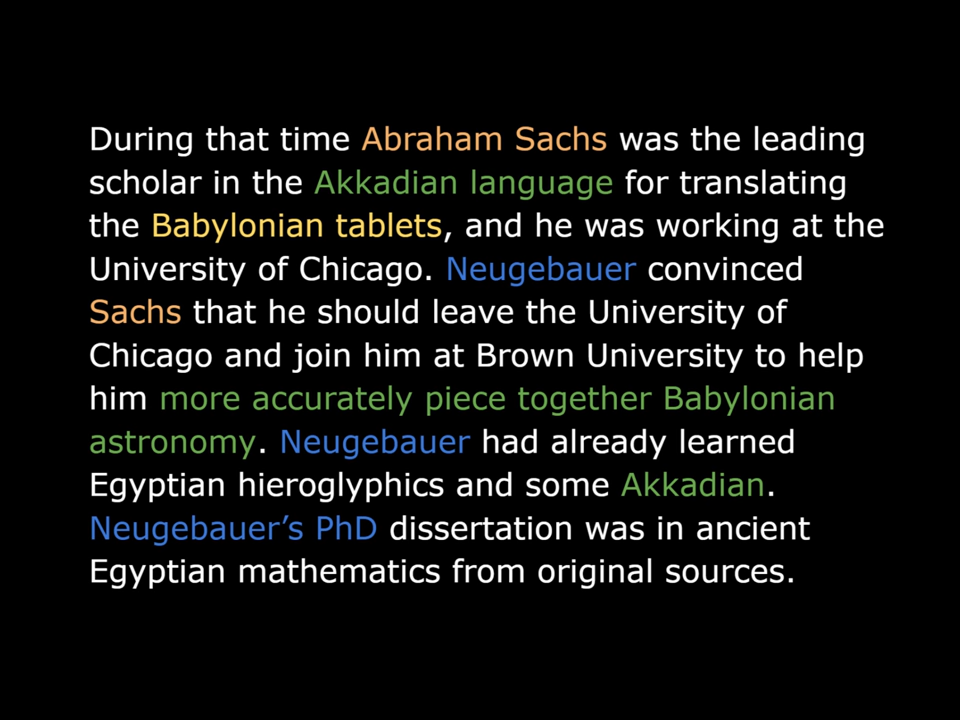 During that time Abraham Sachs was the leading
scholar in the Akkadian language for translating
the Babylonian tablets, and he was working at the
University of Chicago. Neugebauer convinced
Sachs that he should leave the University of
Chicago and join him at Brown University to help
him more accurately piece together Babylonian
astronomy. Neugebauer had already learned
Egyptian hieroglyphics and some Akkadian.
Neugebauer’s PhD dissertation was in ancient
Egyptian mathematics from original sources.